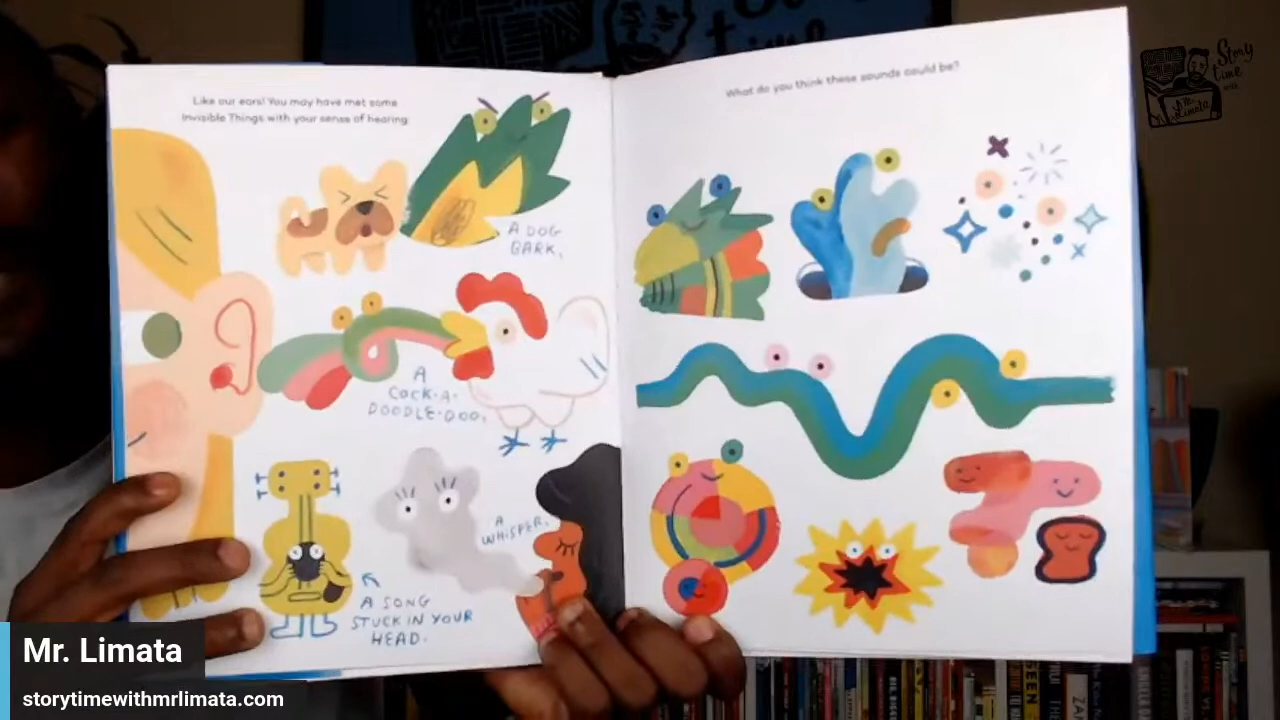 Like our ears! You may have met some
Invisible Things with your sense of hearing.
A DOG
BARK,
A
COCK-A-
DOODLE-DOO,
A
WHISPER,
A SONG
STUCK IN YOUR
HEAD.
What do you think these sounds could be?
Story
time
with
Mr.
Limata
Mr. Limata
storytimewithmrlimata.com